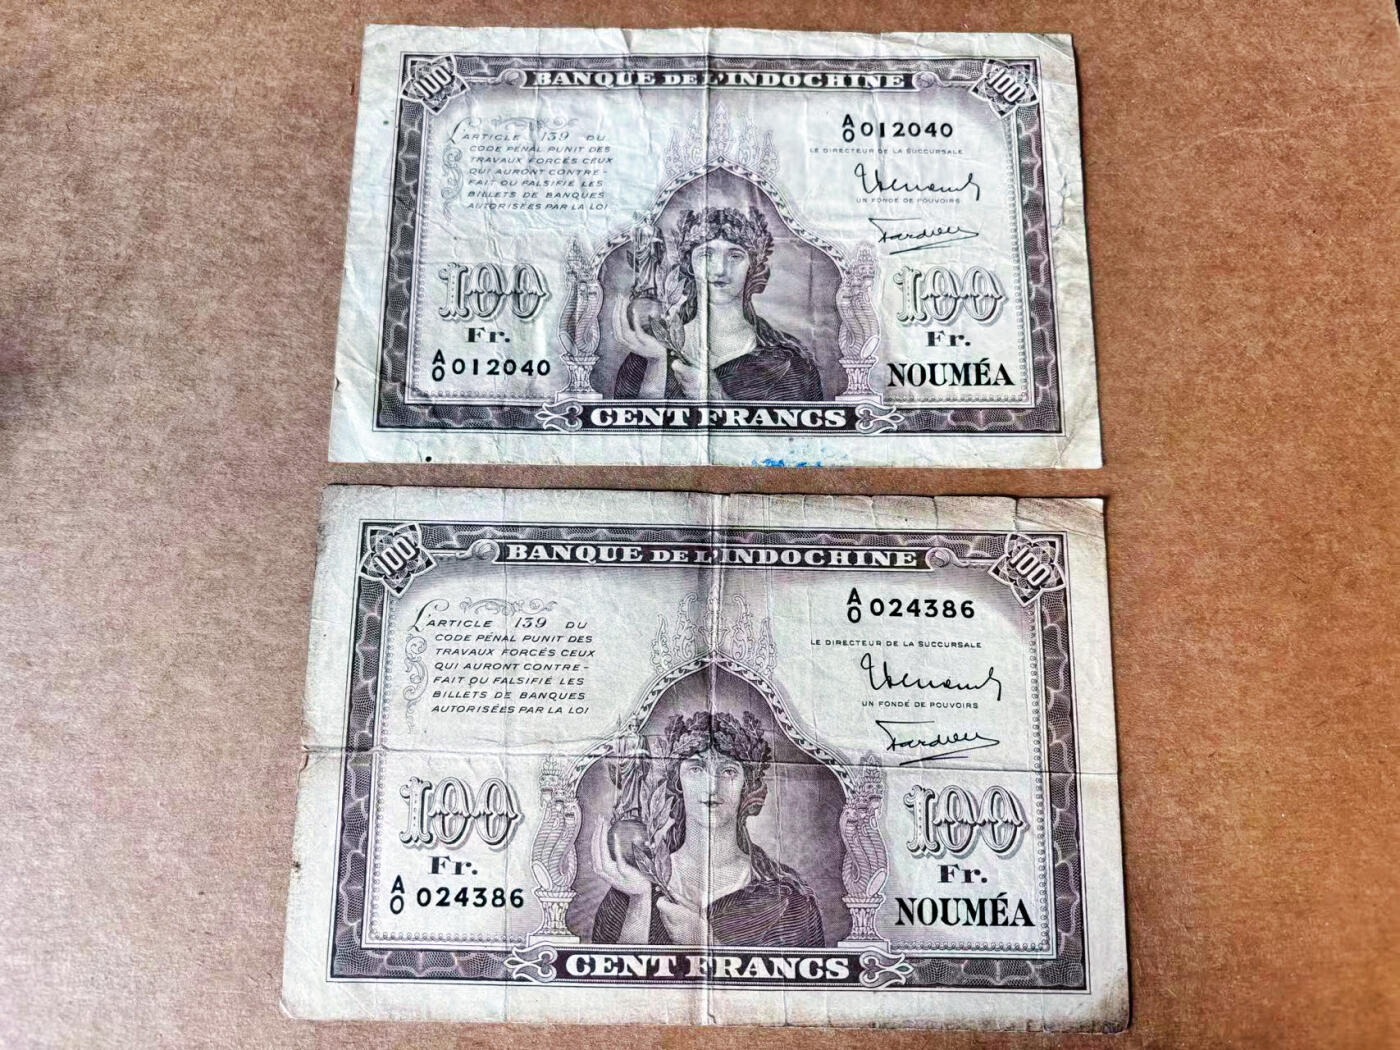 100 BANQUE DE L'INDOCHINE 100
A/0 012040
LE DIRECTEUR DE LA SUCCURSALE
UN FONDÉ DE POUVOIRS
L'ARTICLE 139 DU
CODE PÉNAL PUNIT DES
TRAVAUX FORCÉS CEUX
QUI AURONT CONTRE-
FAIT OU FALSIFIÉ LES
BILLETS DE BANQUES
AUTORISÉES PAR LA LOI
100 100
Fr. Fr.
A/0 012040 NOUMÉA
CENT FRANCS
100 BANQUE DE L'INDOCHINE 100
A/0 024386
LE DIRECTEUR DE LA SUCCURSALE
UN FONDÉ DE POUVOIRS
L'ARTICLE 139 DU
CODE PÉNAL PUNIT DES
TRAVAUX FORCÉS CEUX
QUI AURONT CONTRE-
FAIT OU FALSIFIÉ LES
BILLETS DE BANQUES
AUTORISÉES PAR LA LOI
100 100
Fr. Fr.
A/0 024386 NOUMÉA
CENT FRANCS